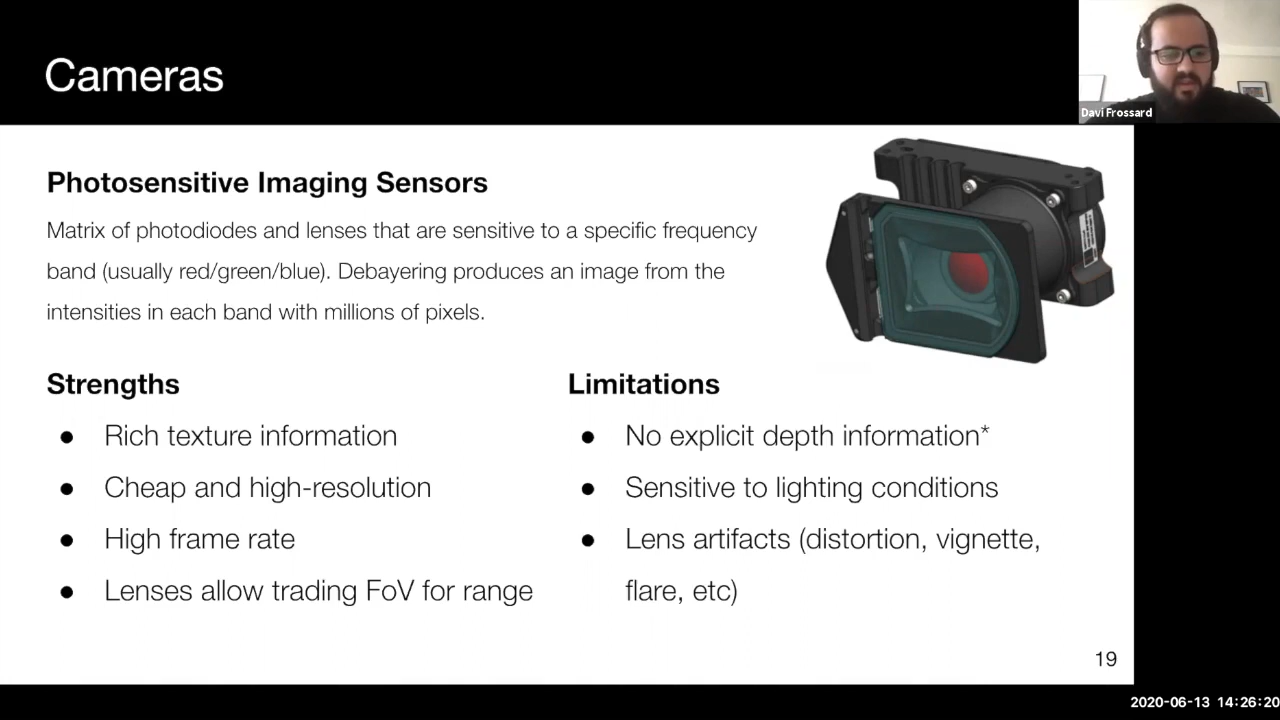 Cameras
Davi Frossard
Photosensitive Imaging Sensors
Matrix of photodiodes and lenses that are sensitive to a specific frequency
band (usually red/green/blue). Debayering produces an image from the
intensities in each band with millions of pixels.
Strengths
● Rich texture information
● Cheap and high-resolution
● High frame rate
● Lenses allow trading FoV for range
Limitations
● No explicit depth information*
● Sensitive to lighting conditions
● Lens artifacts (distortion, vignette,
flare, etc)
19
2020-06-13 14:26:20